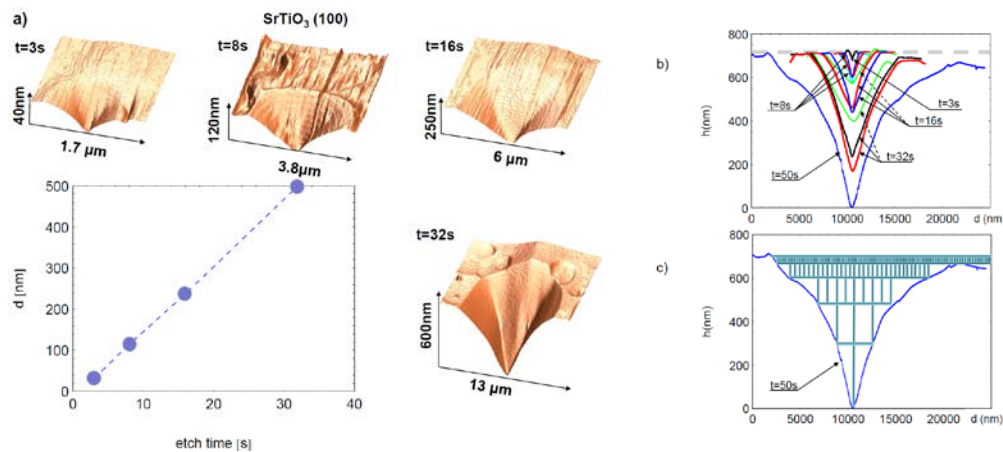 a)
SrTiO3 (100)
t=3s
40nm
1.7 µm
t=8s
120nm
3.8µm
t=16s
250nm
6 µm
500
400
300
200
100
0
d [nm]
0 10 20 30 40
etch time [s]
t=32s
600nm
13 µm
b)
800
600
400
200
0
h(nm)
t=8s
t=3s
t=16s
t=32s
t=50s
0 5000 10000 15000 20000 d (nm
c)
800
600
400
200
0
h(nm)
t=50s
0 5000 10000 15000 20000 d (nm)